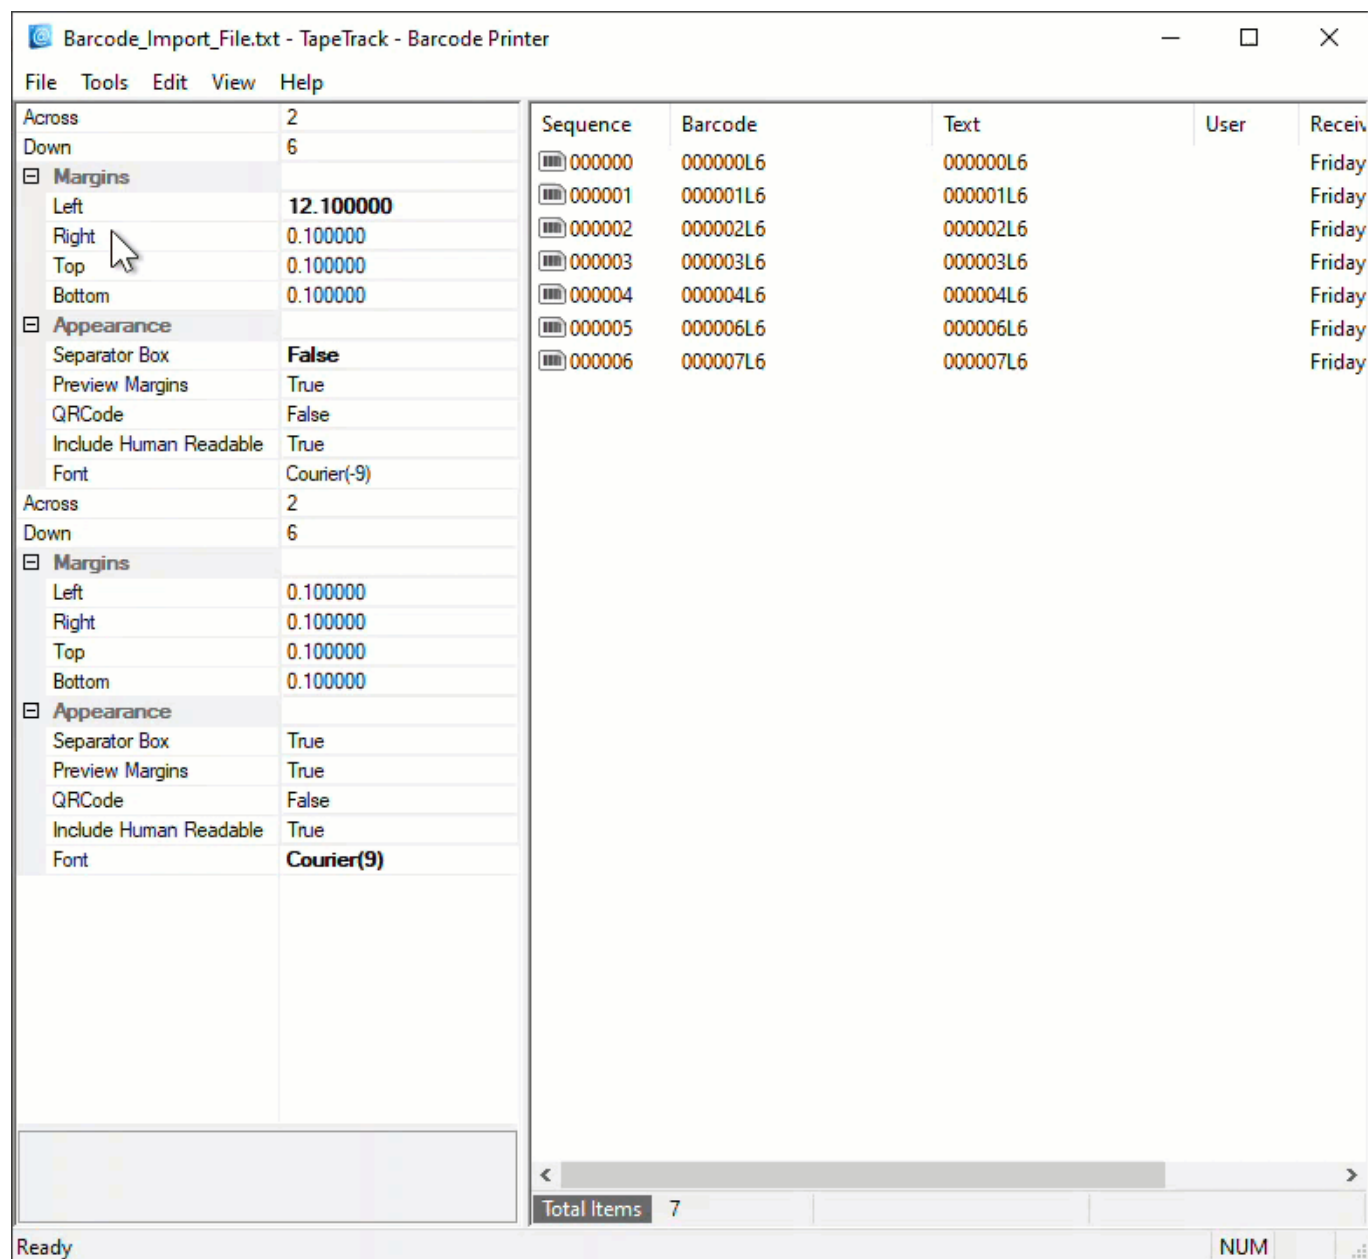 Barcode_Import_File.txt - TapeTrack - Barcode Printer
File Tools Edit View Help
Across 2
Down 6
Margins
Left 12.100000
Right 0.100000
Top 0.100000
Bottom 0.100000
Appearance
Separator Box False
Preview Margins True
QRCode False
Include Human Readable True
Font Courier(-9)
Across 2
Down 6
Margins
Left 0.100000
Right 0.100000
Top 0.100000
Bottom 0.100000
Appearance
Separator Box True
Preview Margins True
QRCode False
Include Human Readable True
Font Courier(9)
Sequence Barcode Text User Receiv
000000 000000L6 000000L6 Friday
000001 000001L6 000001L6 Friday
000002 000002L6 000002L6 Friday
000003 000003L6 000003L6 Friday
000004 000004L6 000004L6 Friday
000005 000006L6 000006L6 Friday
000006 000007L6 000007L6 Friday
Total Items 7
Ready NUM